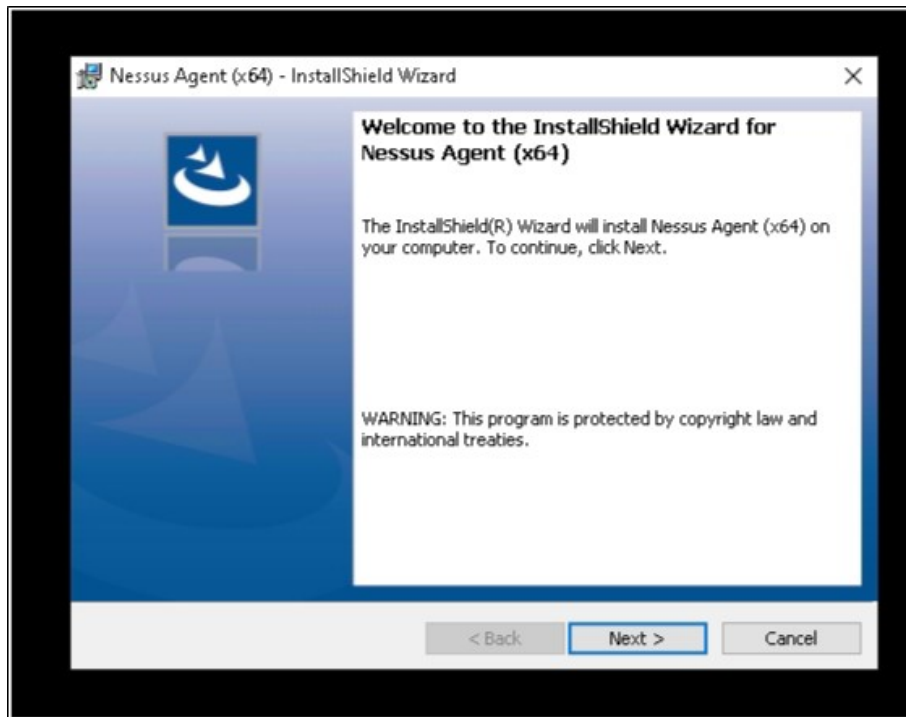 Nessus Agent (x64) - InstallShield Wizard
Welcome to the InstallShield Wizard for
Nessus Agent (x64)
The InstallShield(R) Wizard will install Nessus Agent (x64) on
your computer. To continue, click Next.
WARNING: This program is protected by copyright law and
international treaties.
< Back
Next >
Cancel